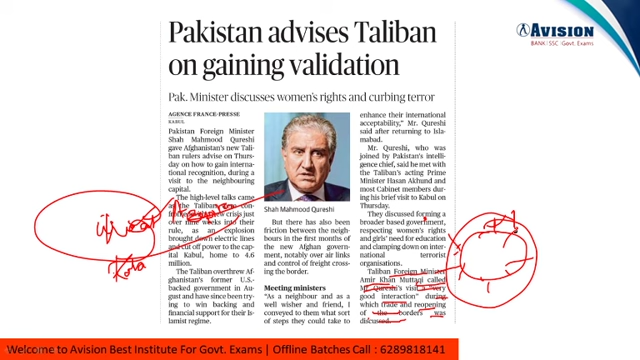 AVISION
BANK | SSC | Govt. Exams
Pakistan advises Taliban
on gaining validation
Pak. Minister discusses women's rights and curbing terror
AGENCE FRANCE-PRESSE
KABUL
Pakistan Foreign Minister
Shah Mahmood Qureshi
gave Afghanistan's new Tali-
ban rulers advise on Thurs-
day on how to gain interna-
tional recognition, during a
visit to the neighbouring
capital.
The high-level talks came
as the Taliban
crisis just
over nine weeks into their
rule, as an explosion
brought down electric lines
and cut off power to the cap-
ital Kabul, home to 4.6
million.
The Taliban overthrew Af-
ghanistan's former U.S.-
backed government in Au-
gust and have since been try-
ing to win backing and
financial support for their Is-
lamist regime.
Shah Mahmood Qureshi
But there has also been
friction between the neigh-
bours in the first months of
the new Afghan govern-
ment, notably over air links
and control of freight cross-
ing the border.
Meeting ministers
"As a neighbour and as a
well wisher and friend, I
conveyed to them what sort
of steps they could take to
enhance their international
acceptability," Mr. Qureshi
said after returning to Isla-
mabad.
Mr. Qureshi, who was
joined by Pakistan's intelli-
gence chief, said he met with
the Taliban's acting Prime
Minister Hasan Akhund and
most Cabinet members dur-
ing his brief visit to Kabul on
Thursday.
They discussed forming a
broader based government,
respecting women's rights
and girls' need for education
and clamping down on inter-
national terrorist
organisations.
Taliban Foreign Minister
Amir Khan Muttaqi called
Mr Qureshi's visit a "very
good interaction" during
which trade and reopening
of the borders was
discussed.
Welcome to Avision Best Institute For Govt. Exams | Offline Batches Call : 6289818141